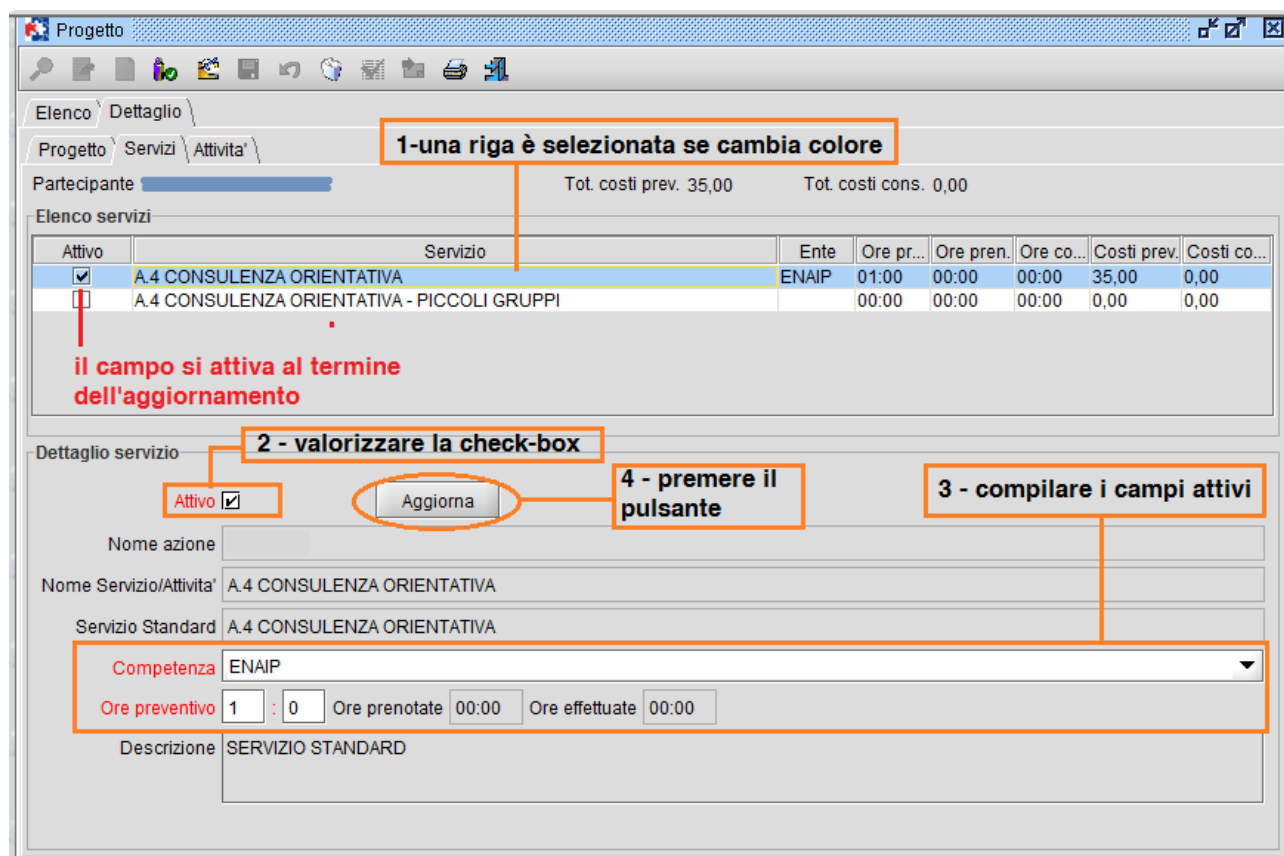 Progetto
Elenco Dettaglio
Progetto Servizi Attivita'
1-una riga è selezionata se cambia colore
Partecipante Tot. costi prev. 35,00 Tot. costi cons. 0,00
Elenco servizi
Attivo Servizio Ente Ore pr... Ore pren. Ore co... Costi prev. Costi co...
A.4 CONSULENZA ORIENTATIVA ENAIP 01:00 00:00 00:00 35,00 0,00
A.4 CONSULENZA ORIENTATIVA - PICCOLI GRUPPI 00:00 00:00 00:00 0,00 0,00
il campo si attiva al termine
dell'aggiornamento
2 - valorizzare la check-box
Dettaglio servizio
4 - premere il
pulsante
3 - compilare i campi attivi
Attivo Aggiorna
Nome azione
Nome Servizio/Attivita' A.4 CONSULENZA ORIENTATIVA
Servizio Standard A.4 CONSULENZA ORIENTATIVA
Competenza ENAIP
Ore preventivo 1 : 0 Ore prenotate 00:00 Ore effettuate 00:00
Descrizione SERVIZIO STANDARD